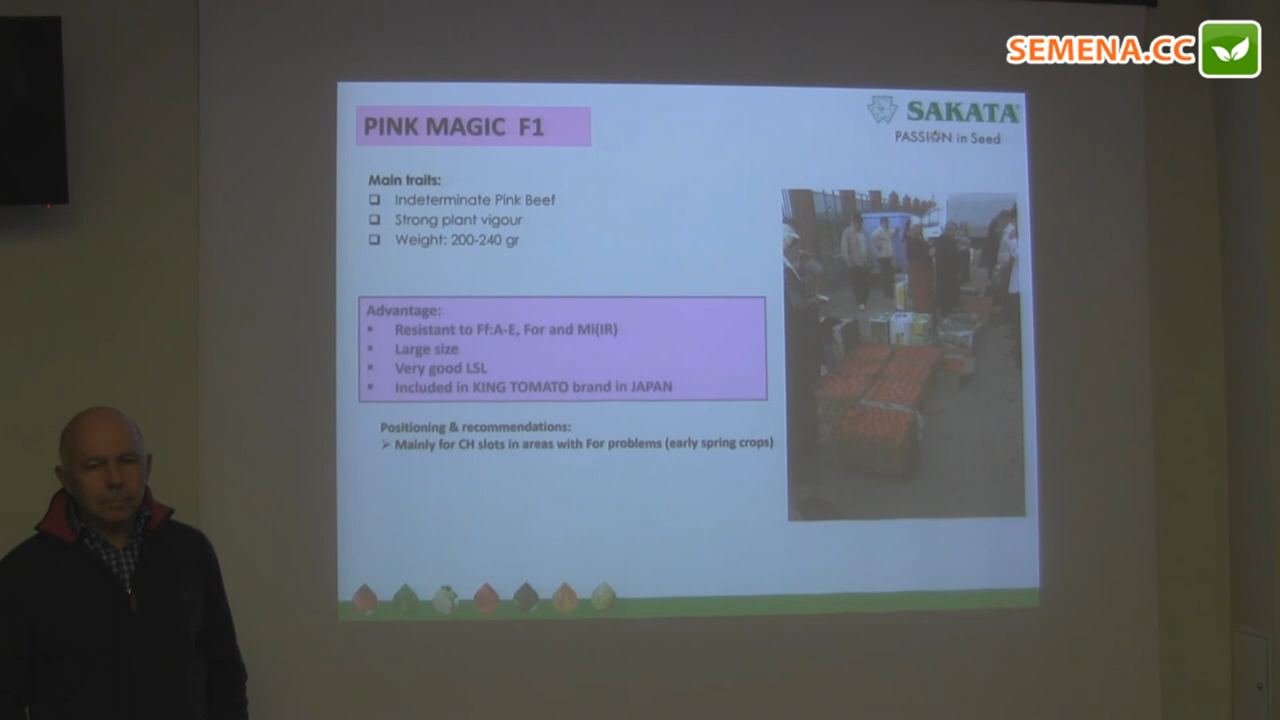 SEMENA.CC
PINK MAGIC F1
SAKATA
PASSION in Seed
Main traits:
Indeterminate Pink Beef
Strong plant vigour
Weight: 200-240 gr
Advantage:
Resistant to Ff:A-E, For and Mi(IR)
Large size
Very good LSL
Included in KING TOMATO brand in JAPAN
Positioning & recommendations:
Mainly for CH slots in areas with For problems (early spring crops)